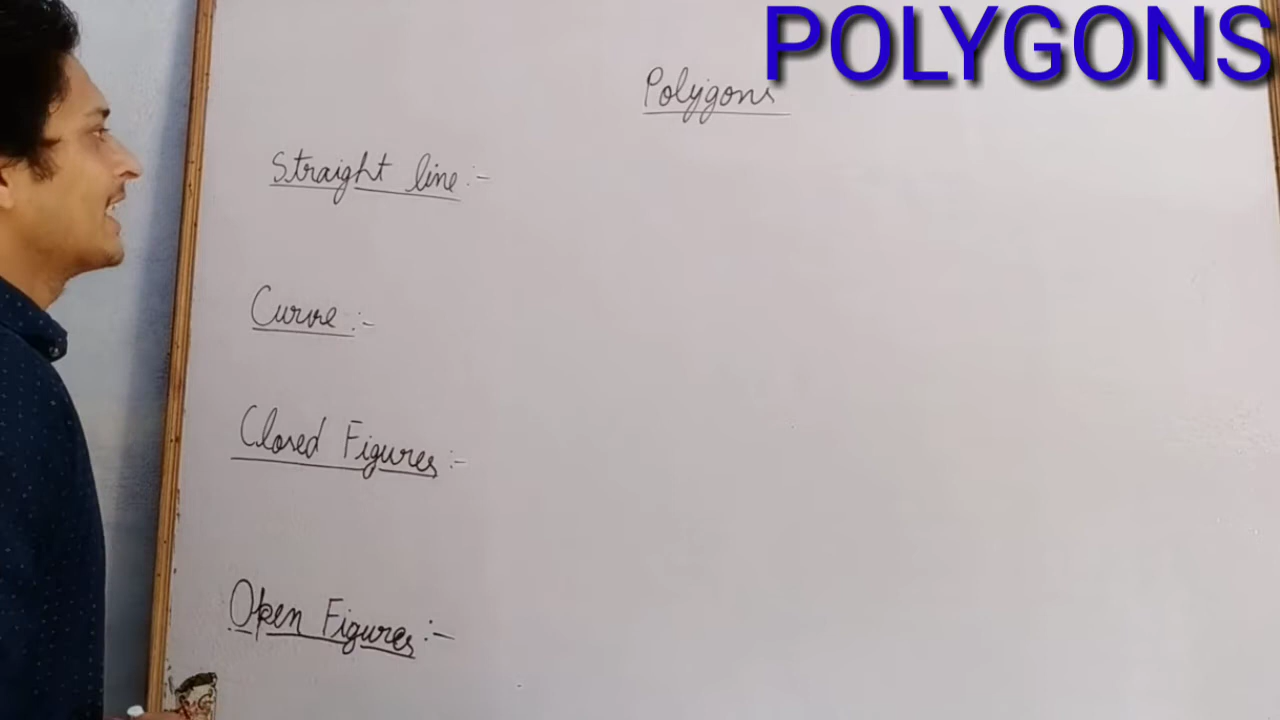 POLYGONS
Polygons
Straight line :-
Curve :-
Closed Figures :-
Open Figures :-